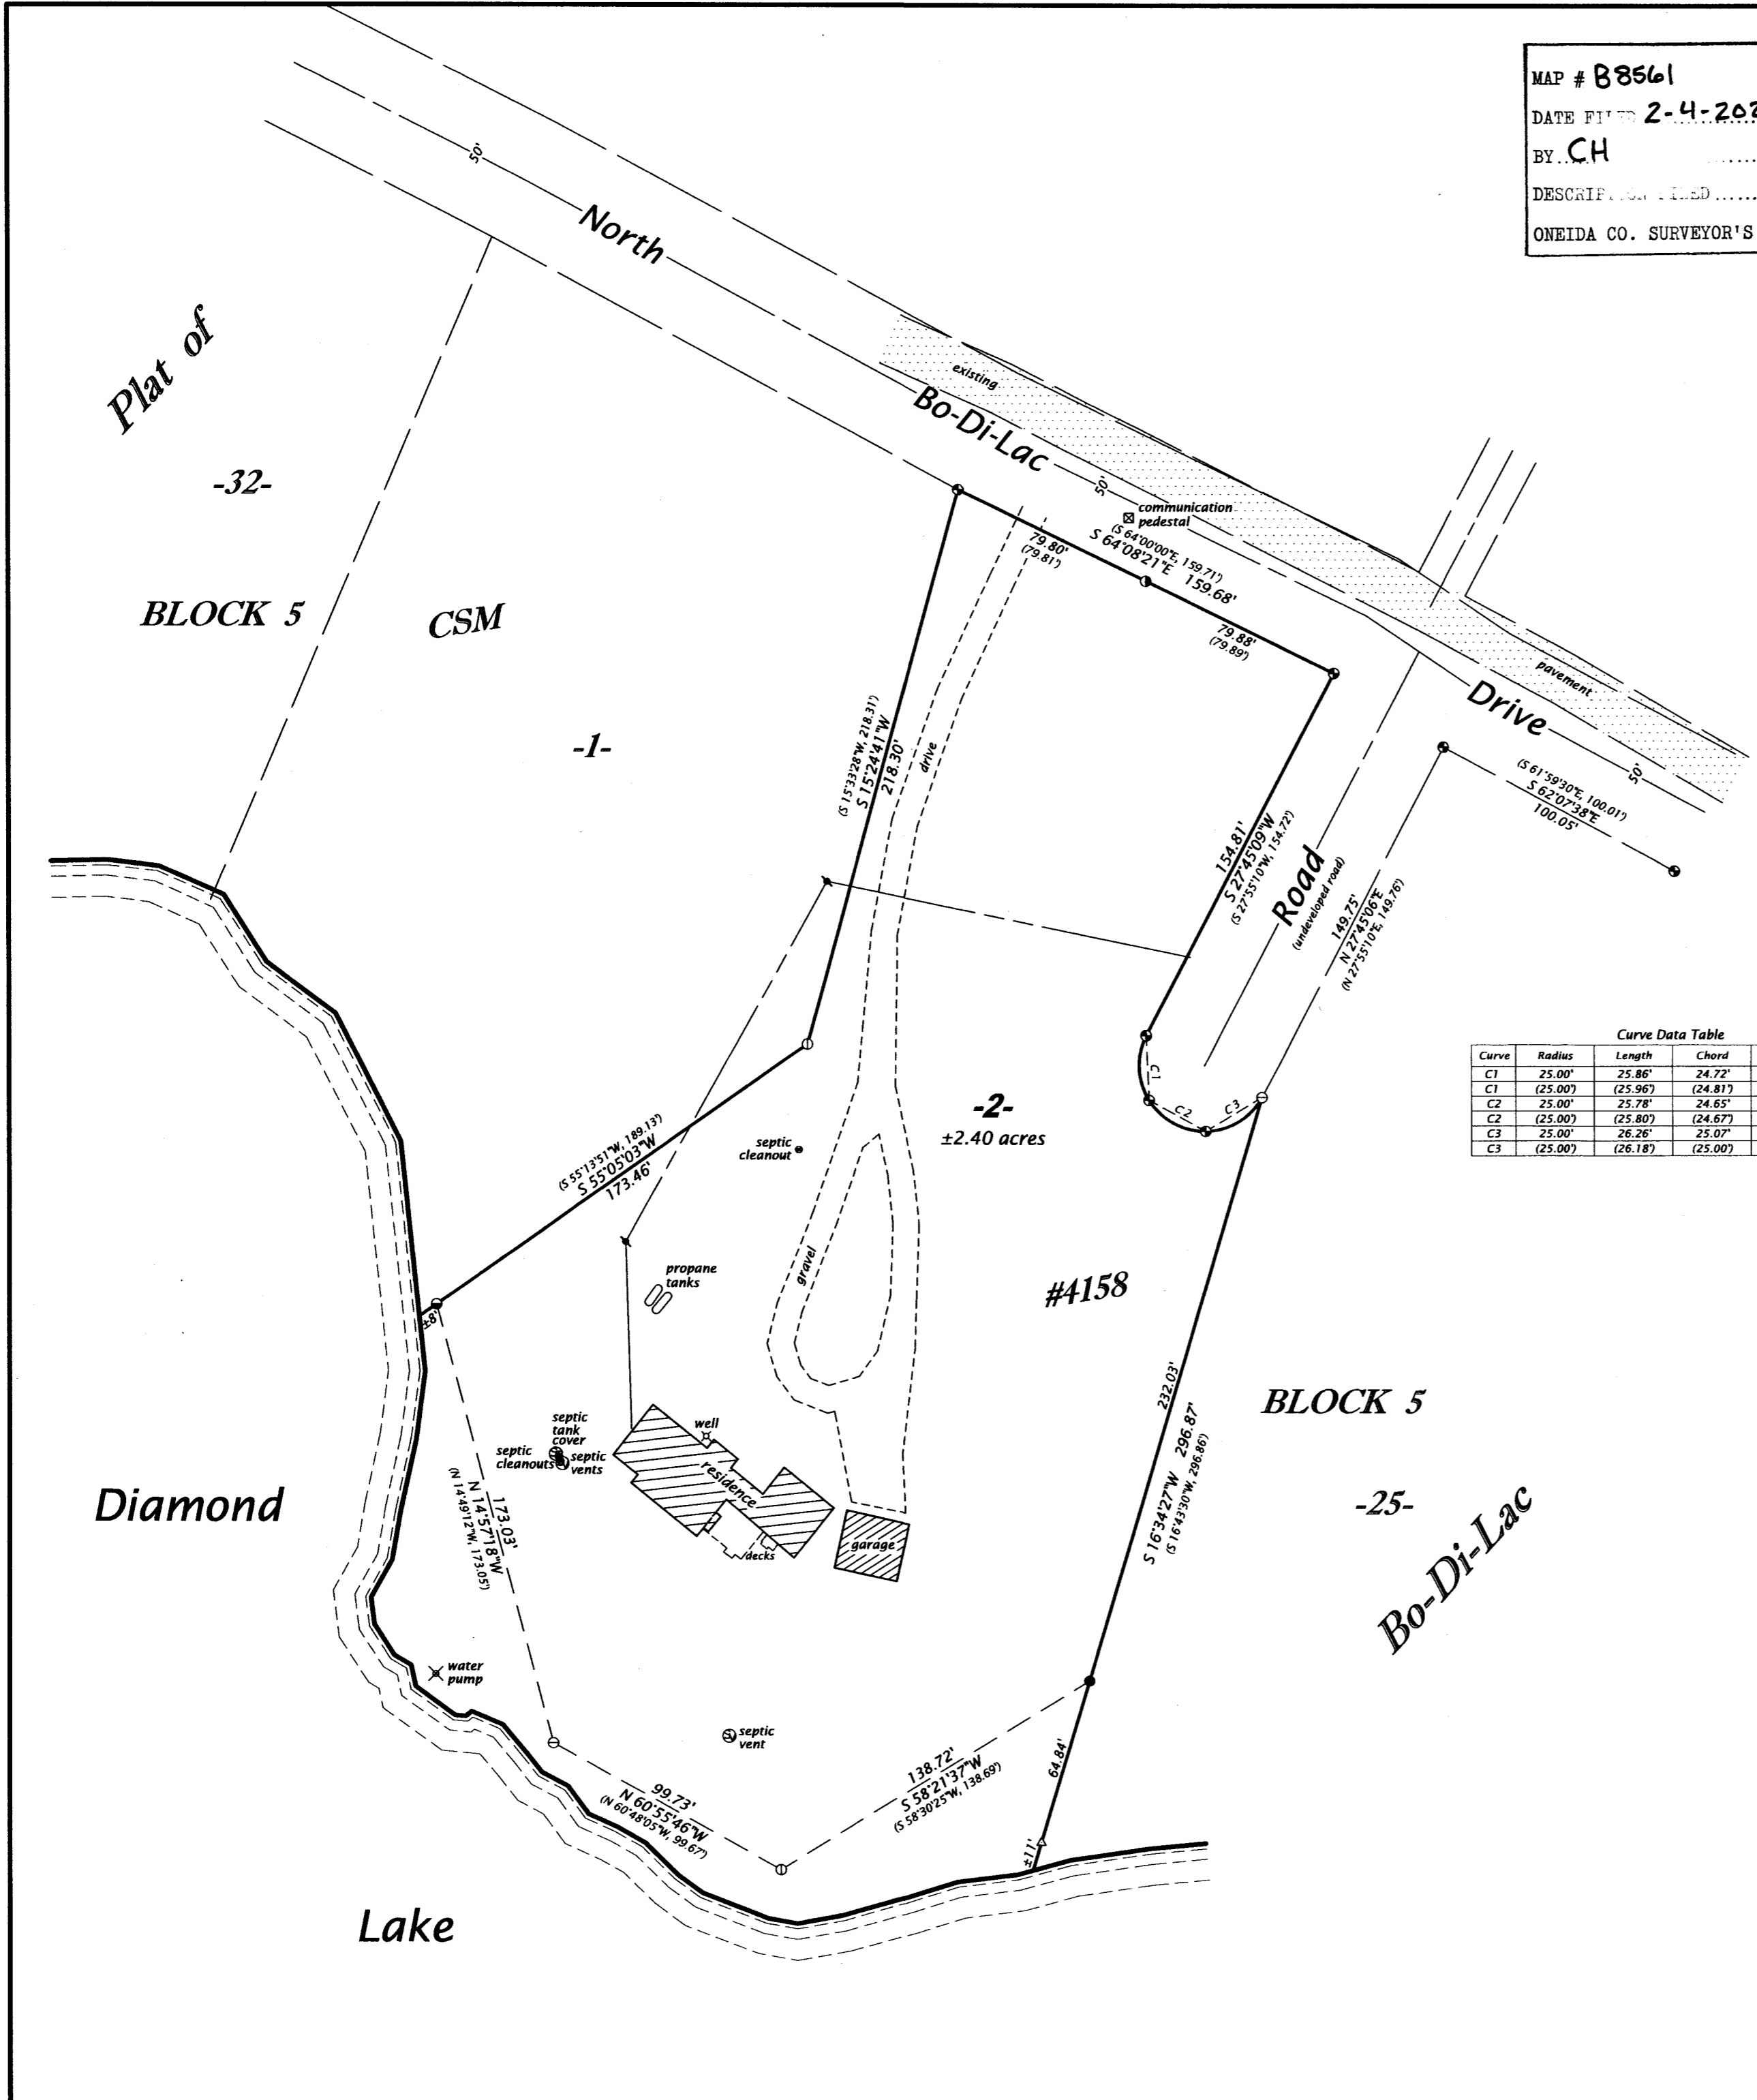 MAP # B8561
DATE FILED 2-4-202
BY CH
ONEIDA CO. SURVEYOR'S
50'
North
Plat of
-32-
existing
Bo-Di-Lac
50'
communication
pedestal
(S 64°00'00"E, 159.71')
S 64°08'21"E 159.68'
79.80'
(79.81')
79.88'
(79.89')
BLOCK 5
CSM
pavement
Drive
50'
-1-
(S 15°33'28"W, 218.31')
S 15°24'41"W
218.30'
drive
(S 61°59'30"E, 100.01')
S 62°07'38"E
100.05'
154.81'
S 27°45'09"W
(S 27°55'10"W, 154.72')
Road
(undeveloped road)
149.75'
N 27°45'06"E
(N 27°55'10"E, 149.76')
Curve Data Table
Curve Radius Length Chord
C1 25.00' 25.86' 24.72'
C1 (25.00') (25.96') (24.81')
C2 25.00' 25.78' 24.65'
C2 (25.00') (25.80') (24.67')
C3 25.00' 26.26' 25.07'
C3 (25.00') (26.18') (25.00')
C1
C2
C3
-2-
±2.40 acres
septic
cleanout
(S 55°13'51"W, 189.13')
S 55°05'03"W
173.46'
gravel
propane
tanks
#4158
±8'
232.03'
S 16°34'27"W 296.87'
(S 16°43'30"W, 296.86')
BLOCK 5
septic
tank
cover
septic
cleanouts
septic
vents
well
residence
decks
garage
173.03'
N 14°57'18"W
(N 14°49'12"W, 173.05')
Diamond
-25-
Bo-Di-Lac
water
pump
septic
vent
138.72'
S 58°21'37"W
(S 58°30'25"W, 138.69')
64.84'
99.73'
N 60°55'46"W
(N 60°48'05"W, 99.67')
±11'
Lake